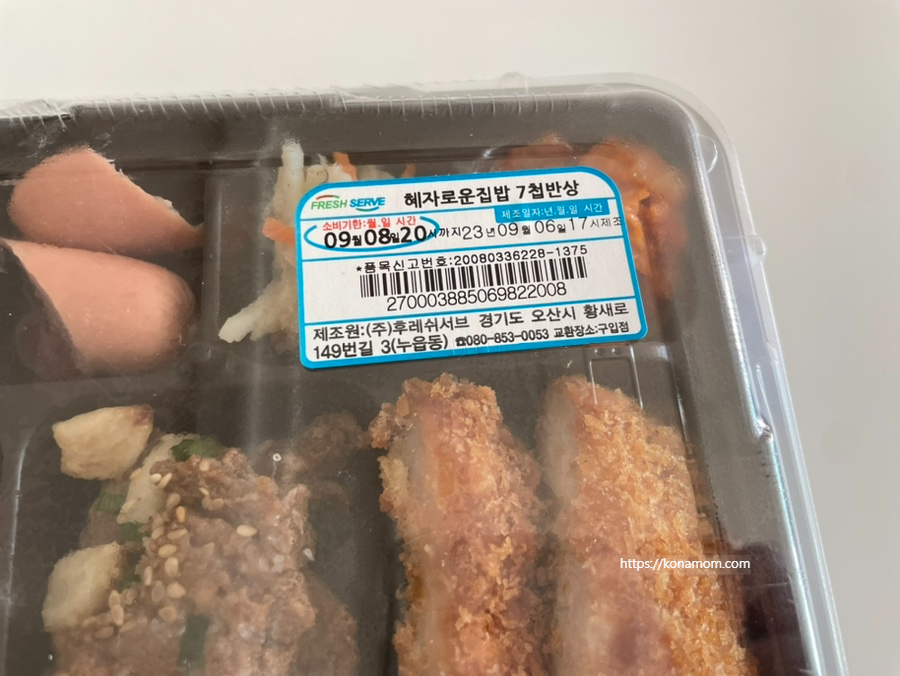 FRESH SERVE 혜자로운집밥 7첩반상
소비기한:월.일 시간 제조일자:년.월.일 시간
09월08일20시까지23년09월06일17시제조
*품목신고번호:20080336228-1375
270003885069822008
제조원:(주)후레쉬서브 경기도 오산시 황새로
149번길 3(누읍동) ☎080-853-0053 교환장소:구입점
https://konamom.com